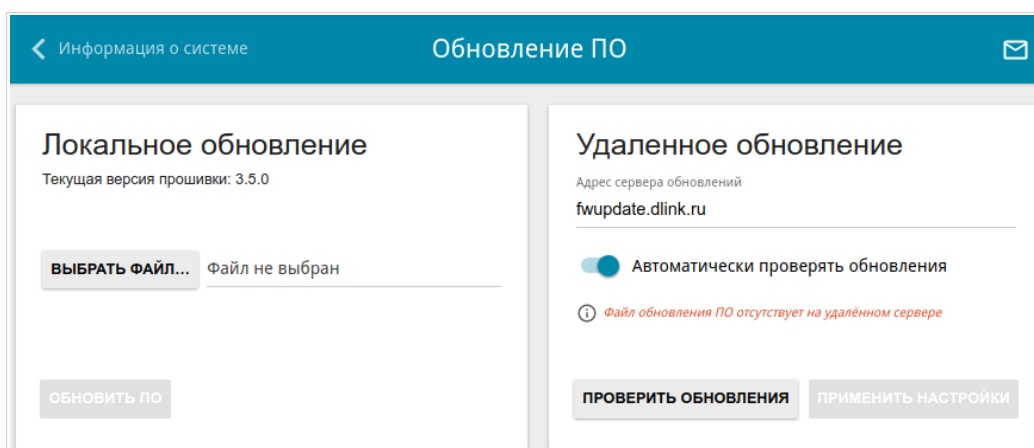 Информация о системе
Обновление ПО
Локальное обновление
Текущая версия прошивки: 3.5.0
ВЫБРАТЬ ФАЙЛ... Файл не выбран
ОБНОВИТЬ ПО
Удаленное обновление
Адрес сервера обновлений
fwupdate.dlink.ru
Автоматически проверять обновления
Файл обновления ПО отсутствует на удалённом сервере
ПРОВЕРИТЬ ОБНОВЛЕНИЯ ПРИМЕНИТЬ НАСТРОЙКИ